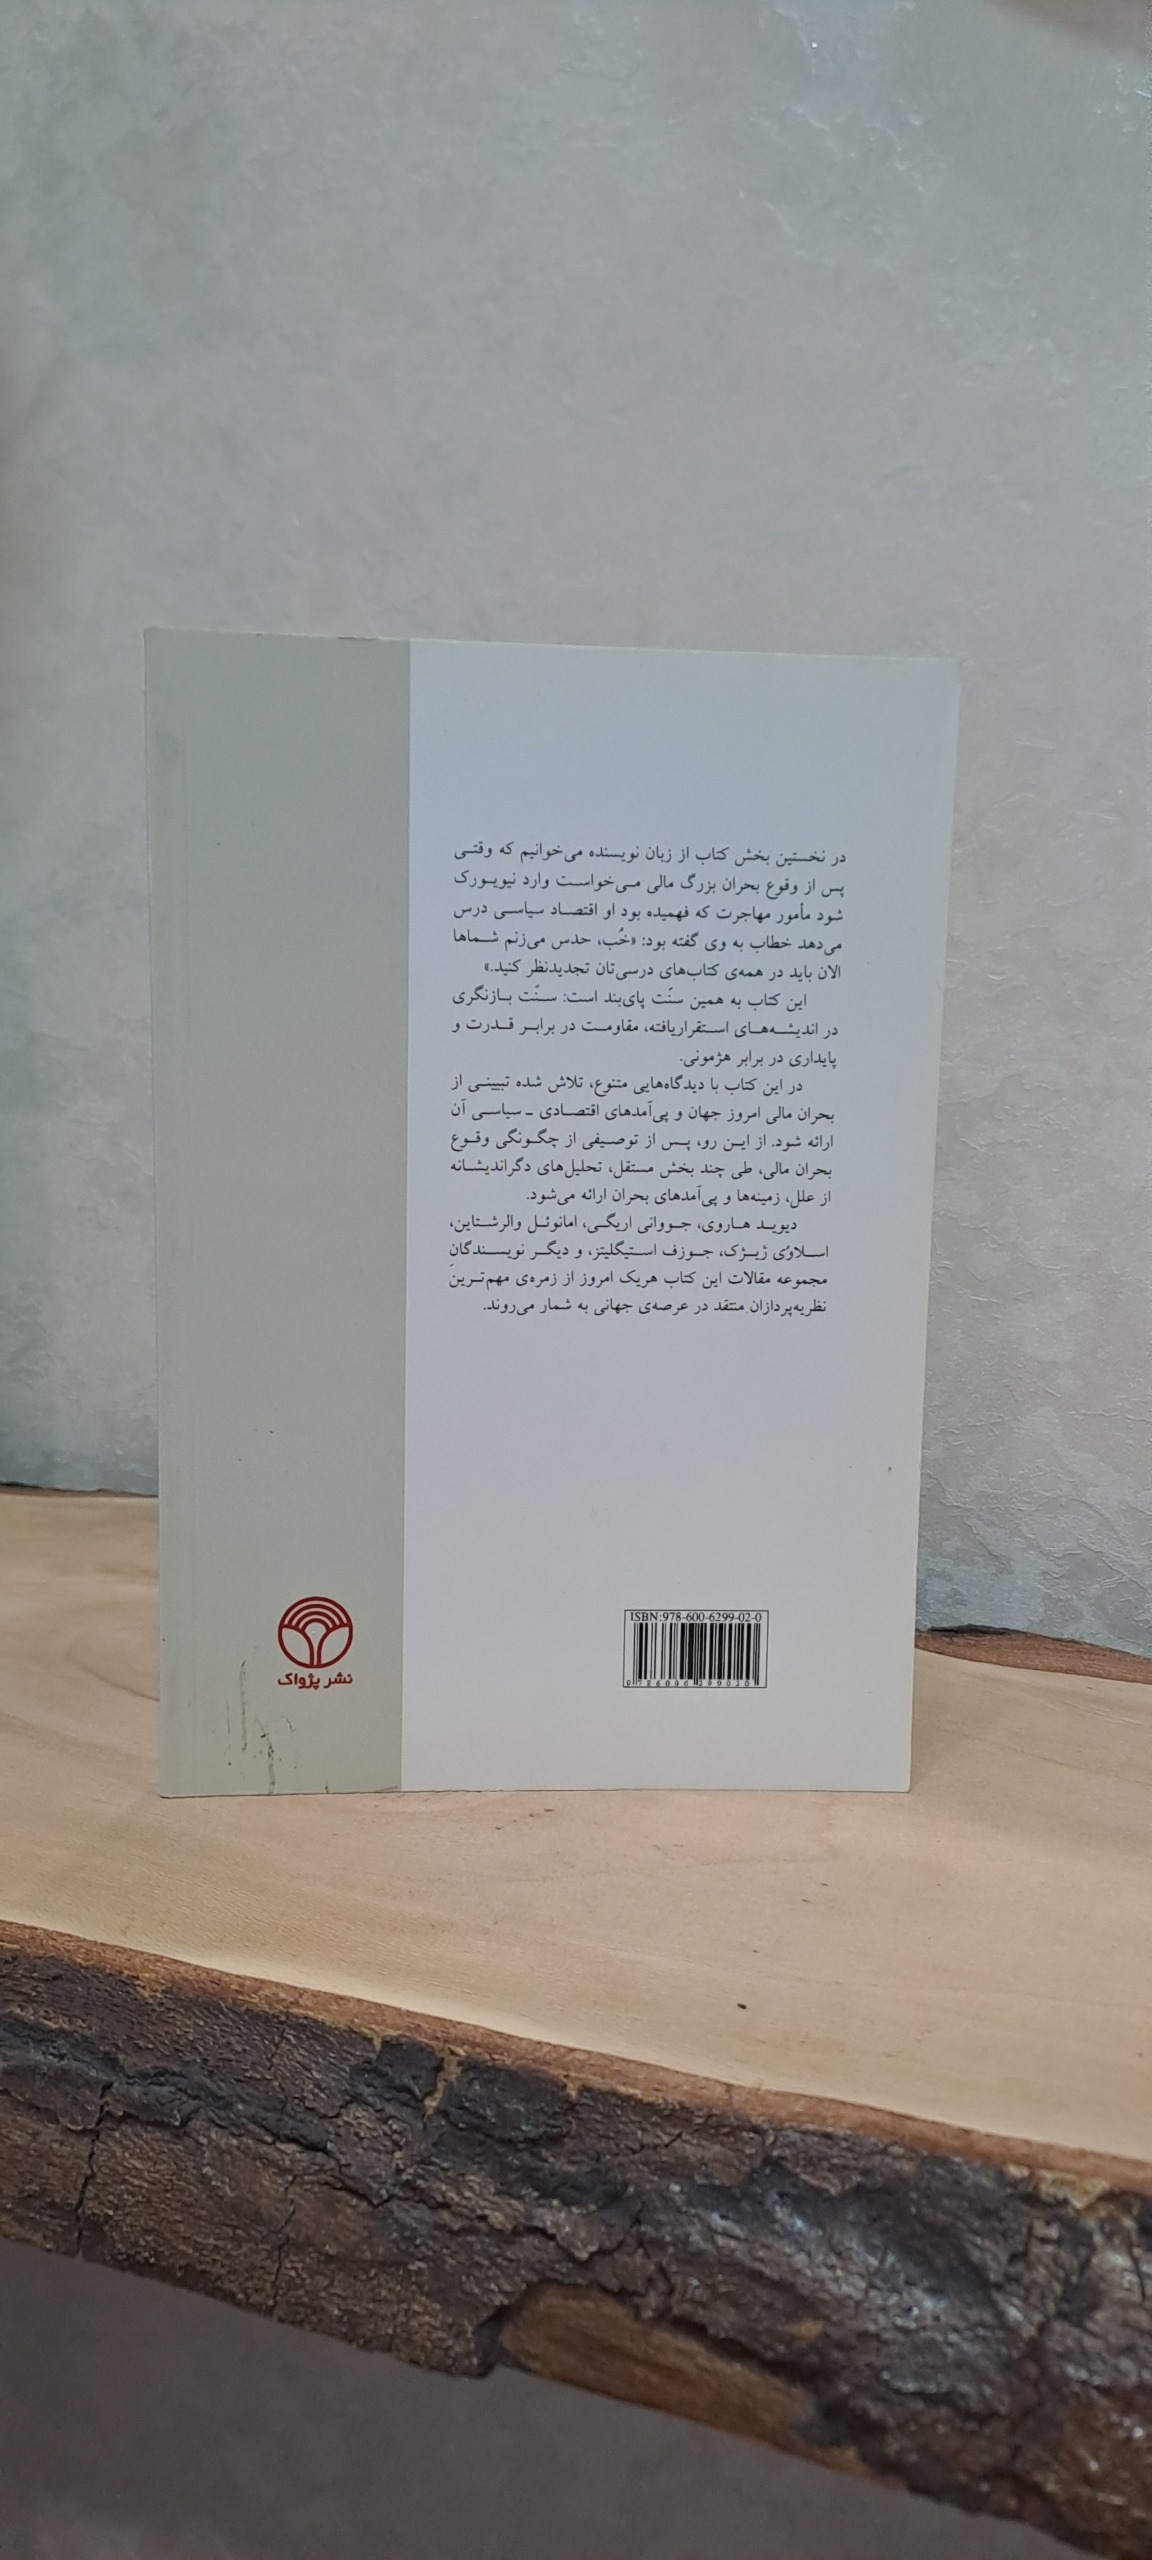 در نخستین بخش کتاب از زبان نویسنده می‌خوانیم که وقتی
پس از وقوع بحران بزرگ مالی می‌خواست وارد نیویورک
شود مأمور مهاجرت که فهمیده بود او اقتصاد سیاسی درس
می‌دهد خطاب به وی گفته بود: «خُب، حدس می‌زنم شماها
الان باید در همه‌ی کتاب‌های درسی‌تان تجدیدنظر کنید.»
این کتاب به همین سنّت پای‌بند است: سنّت بازنگری
در اندیشه‌های استقراریافته، مقاومت در برابر قدرت و
پایداری در برابر هژمونی.
در این کتاب با دیدگاه‌هایی متنوع، تلاش شده تبیینی از
بحران مالی امروز جهان و پی‌آمدهای اقتصادی ـ سیاسی آن
ارائه شود. از این رو، پس از توصیفی از چگونگی وقوع
بحران مالی، طی چند بخش مستقل، تحلیل‌های دگراندیشانه
از علل، زمینه‌ها و پی‌آمدهای بحران ارائه می‌شود.
دیوید هاروی، جووانی اریگی، امانوئل والرشتاین،
اسلاوُی ژیژک، جوزف استیگلیتز، و دیگر نویسندگانِ
مجموعه مقالات این کتاب هریک امروز از زمره‌ی مهم‌ترین
نظریه‌پردازان منتقد در عرصه‌ی جهانی به شمار می‌روند.
ISBN:978-600-6299-02-0
9786006299020
نشر پژواک